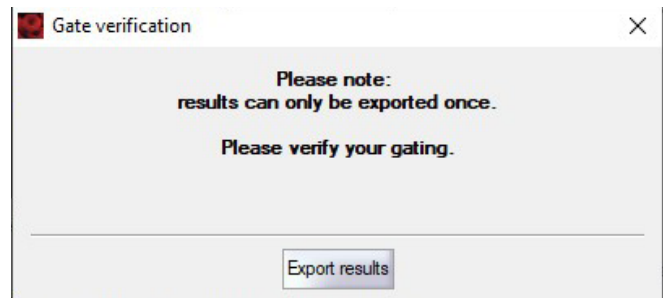 Gate verification
Please note:
results can only be exported once.
Please verify your gating.
Export results